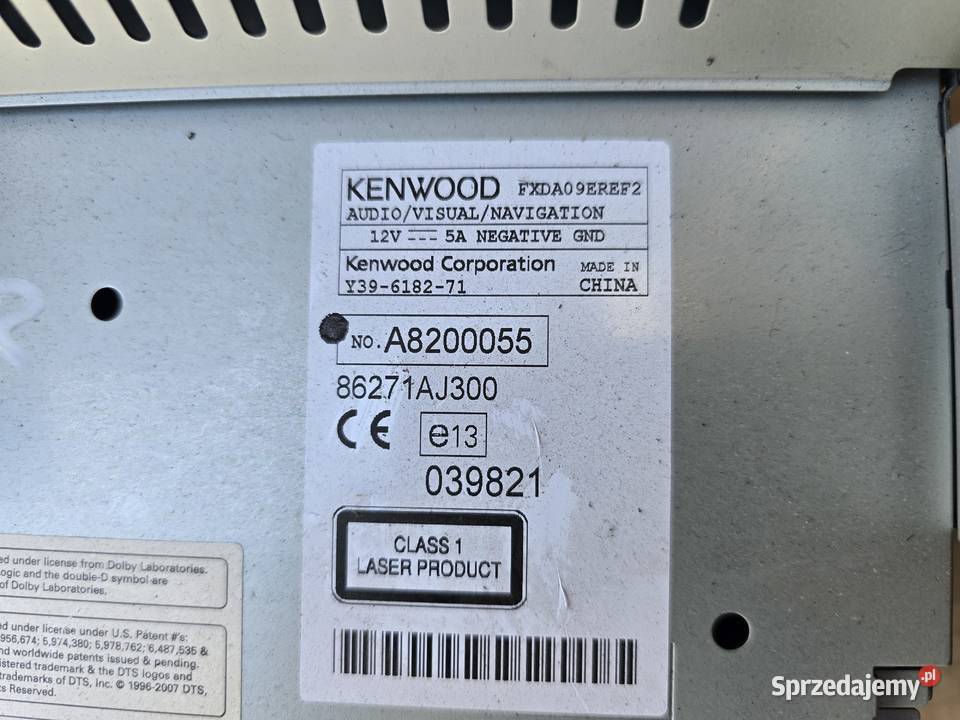 KENWOOD FXDA09EREF2
AUDIO/VISUAL/NAVIGATION
12V 5A NEGATIVE GND
Kenwood Corporation MADE IN
Y39-6182-71 CHINA
NO. A8200055
86271AJ300
CE e13
039821
CLASS 1
LASER PRODUCT
ed under license from Dolby Laboratories.
ogic and the double-D symbol are
of Dolby Laboratories.
ed under license under U.S. Patent #'s:
956,674; 5,974,380; 5,978,762; 6,487,535 &
nd worldwide patents issued & pending.
istered trademark & the DTS logos and
trademarks of DTS, Inc. © 1996-2007 DTS,
ts Reserved.
Sprzedajemy.pl